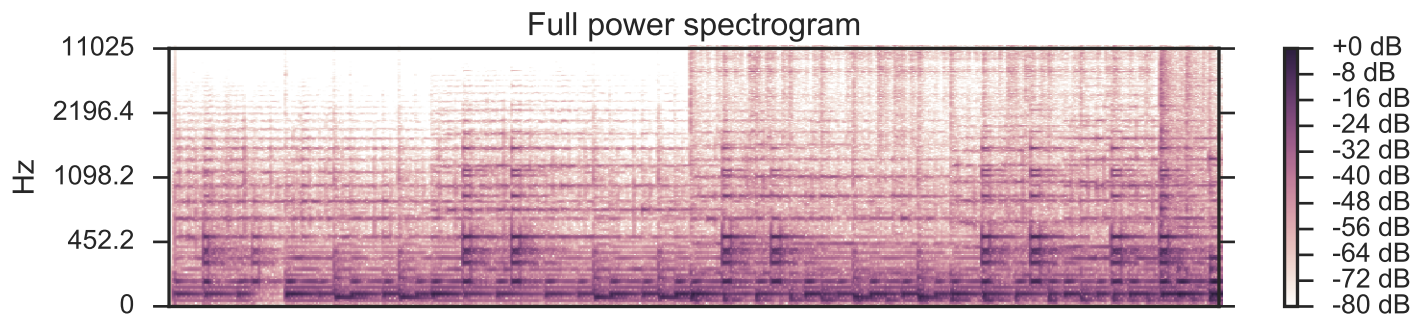 Full power spectrogram
Hz
11025
2196.4
1098.2
452.2
0
+0 dB
-8 dB
-16 dB
-24 dB
-32 dB
-40 dB
-48 dB
-56 dB
-64 dB
-72 dB
-80 dB